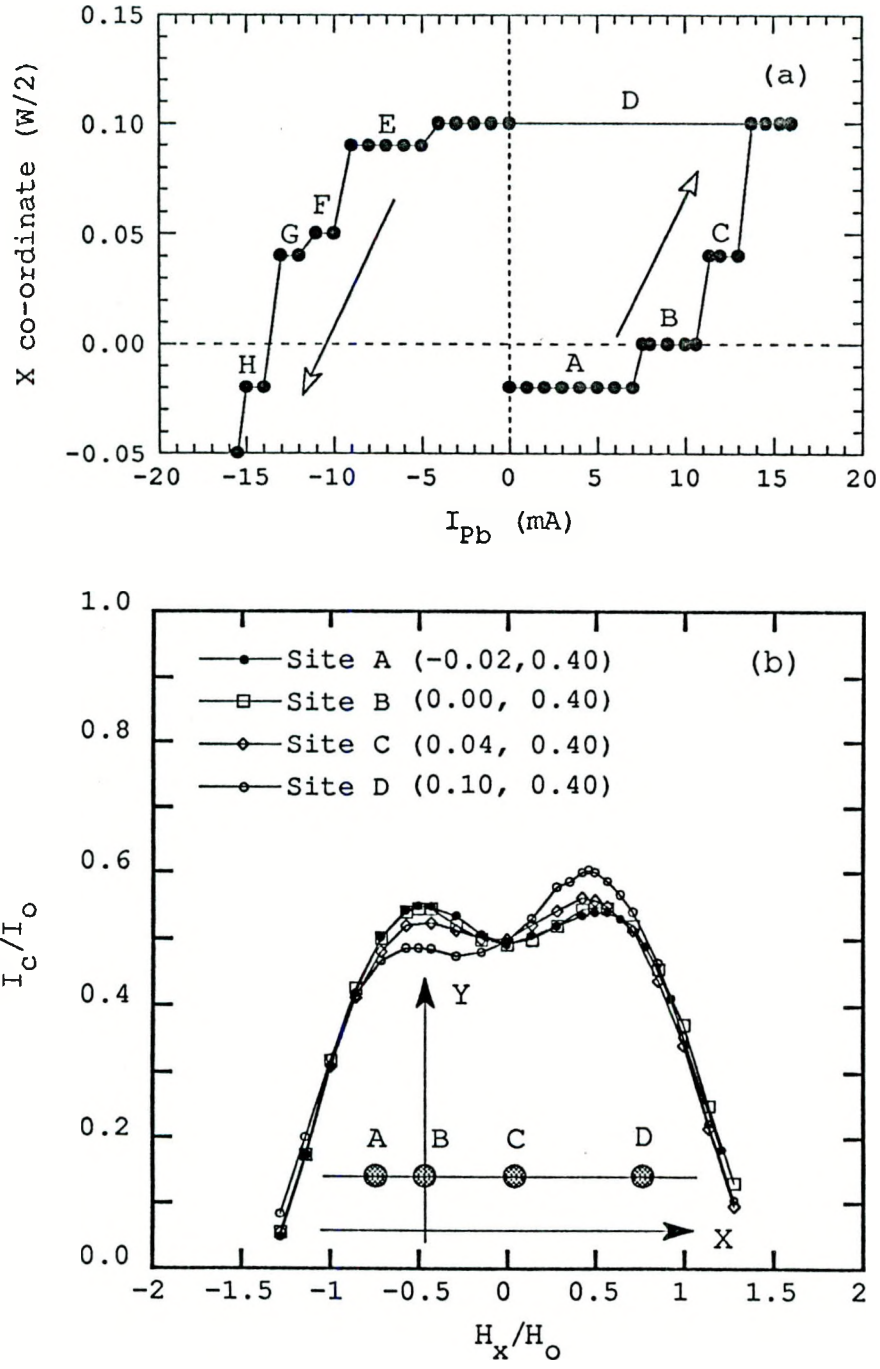 0.15
0.10
0.05
0.00
-0.05
X co-ordinate (W/2)
(a)
D
E
F
G
H
C
B
A
-20 -15 -10 -5 0 5 10 15 20
I_Pb (mA)
1.0
0.8
0.6
0.4
0.2
0.0
I_c/I_o
Site A (-0.02,0.40)
Site B (0.00, 0.40)
Site C (0.04, 0.40)
Site D (0.10, 0.40)
(b)
Y
A B C D
X
-2 -1.5 -1 -0.5 0 0.5 1 1.5 2
H_x/H_o